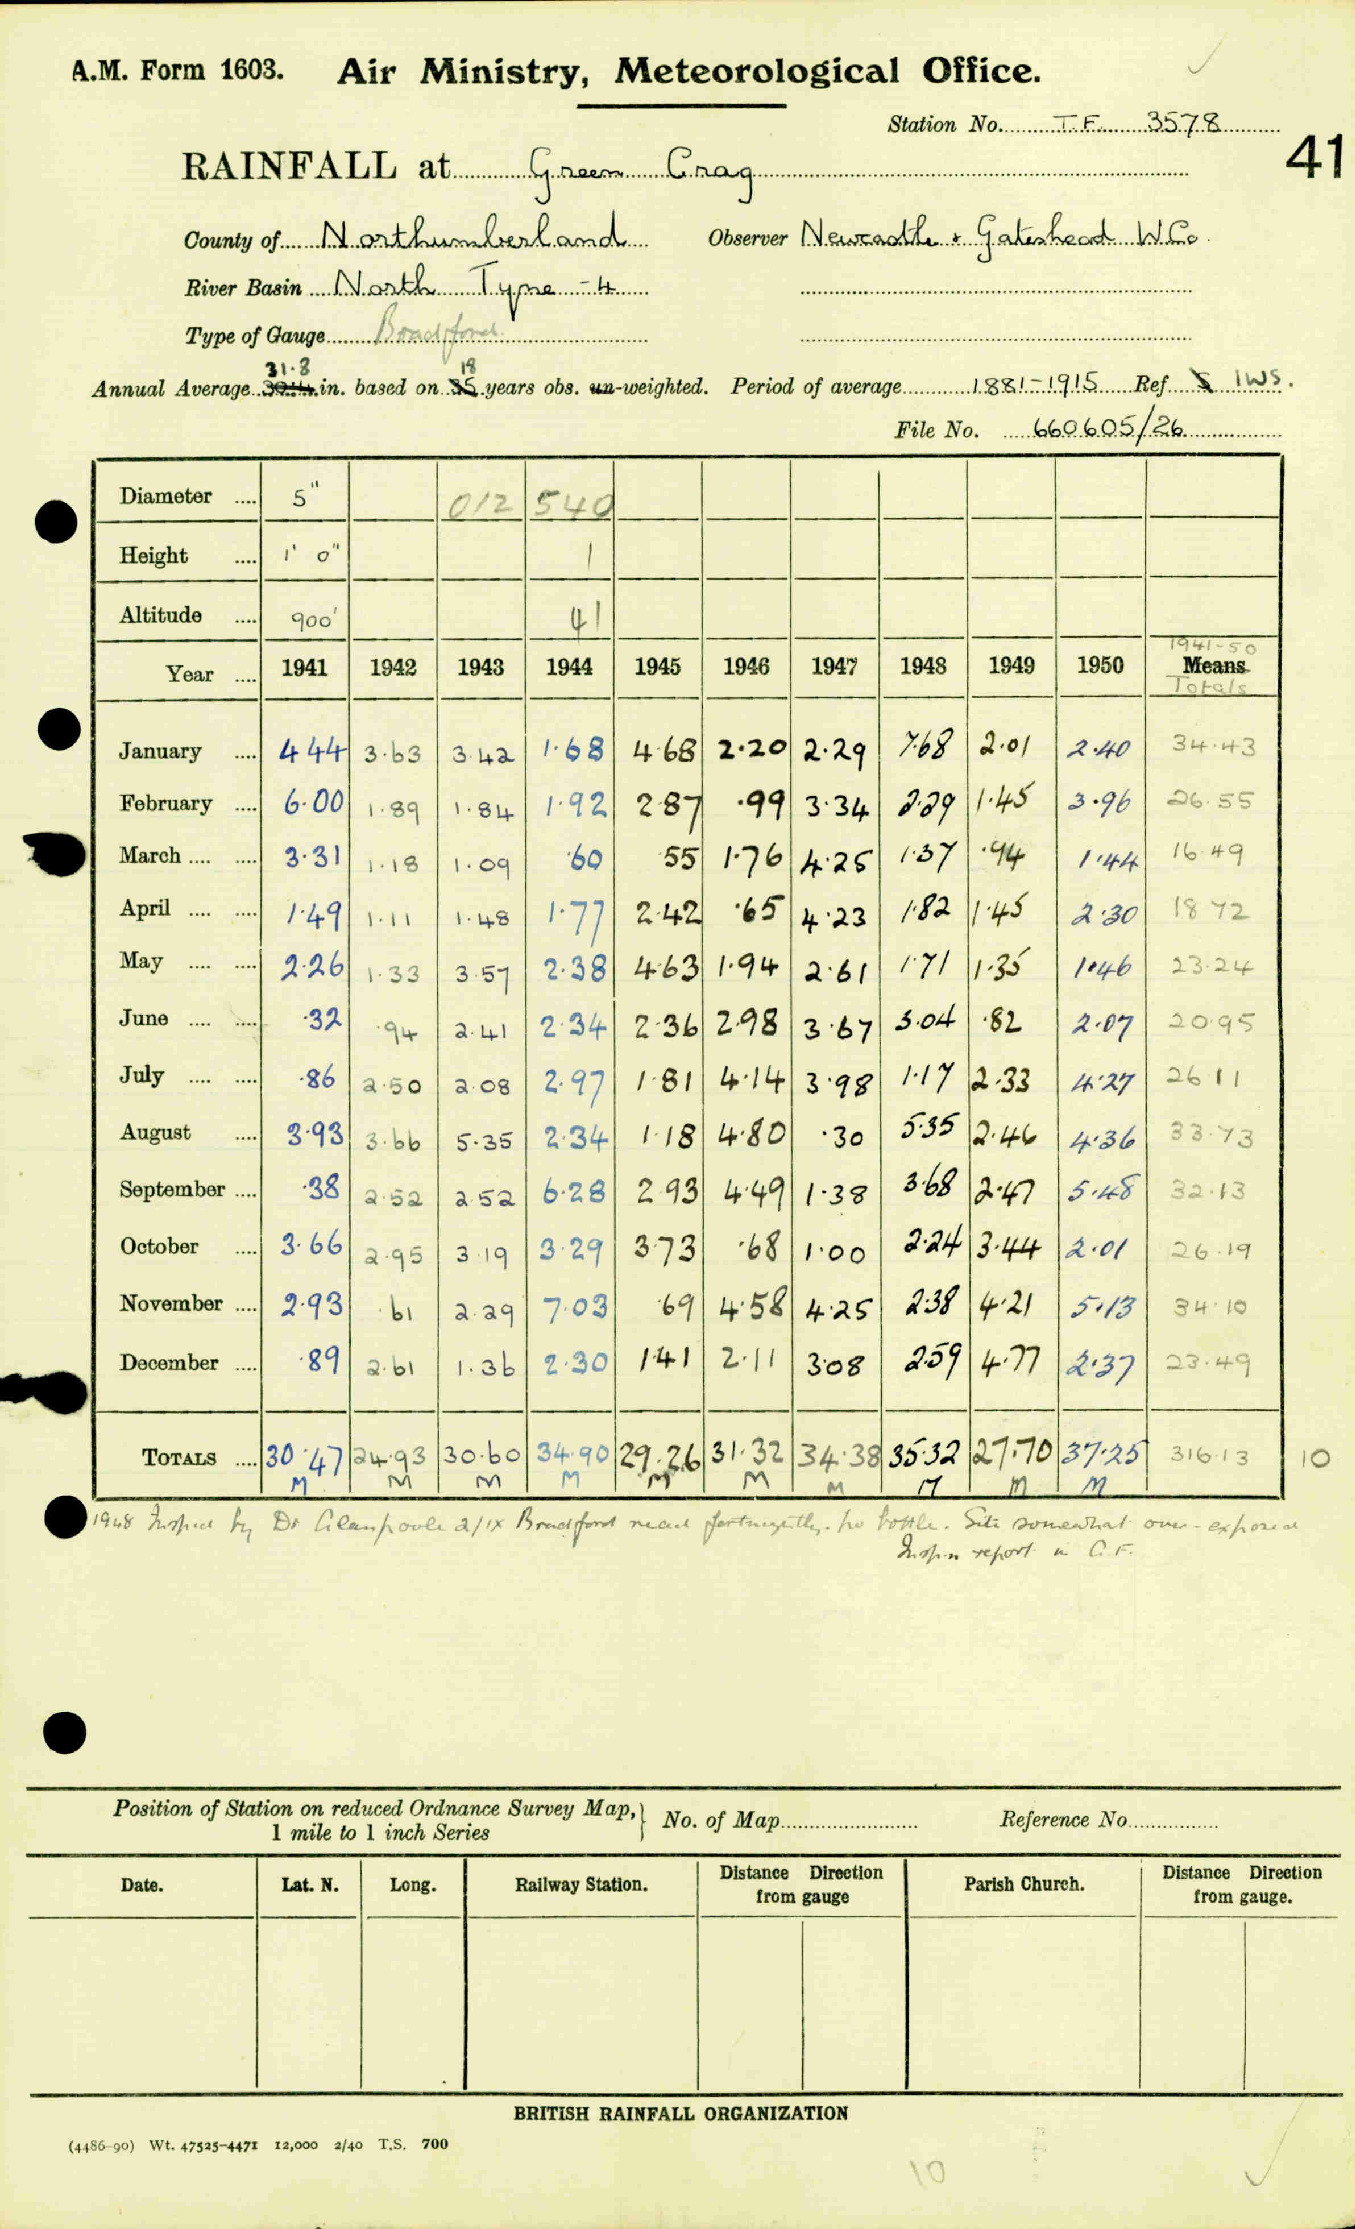 A.M. Form 1603. Air Ministry, Meteorological Office.
Station No. T.F. 3578
41
RAINFALL at Green Crag
County of Northumberland Observer Newcastle & Gateshead W Co.
River Basin North Tyne - 4
Type of Gauge Bradford
31.8 18
Annual Average in. based on 35 years obs. un-weighted. Period of average 1881-1915 Ref. S IWS.
File No. 660605/26
Diameter .... 5" 012 540
Height .... 1' 0" 1
Altitude .... 900' 41
1941-50
Year .... 1941 1942 1943 1944 1945 1946 1947 1948 1949 1950 Means
Totals
January .... 4.44 3.63 3.42 1.68 4.68 2.20 2.29 7.68 2.01 2.40 34.43
February .... 6.00 1.89 1.84 1.92 2.87 .99 3.34 2.29 1.45 3.96 26.55
March .... .... 3.31 1.18 1.09 .60 .55 1.76 4.25 1.37 .94 1.44 16.49
April .... .... 1.49 1.11 1.48 1.77 2.42 .65 4.23 1.82 1.45 2.30 18.72
May .... .... 2.26 1.33 3.57 2.38 4.63 1.94 2.61 1.71 1.35 1.46 23.24
June .... .... .32 .94 2.41 2.34 2.36 2.98 3.67 3.04 .82 2.07 20.95
July .... .... .86 2.50 2.08 2.97 1.81 4.14 3.98 1.17 2.33 4.27 26.11
August .... 3.93 3.66 5.35 2.34 1.18 4.80 .30 5.35 2.46 4.36 33.73
September .... .38 2.52 2.52 6.28 2.93 4.49 1.38 3.68 2.47 5.48 32.13
October .... 3.66 2.95 3.19 3.29 3.73 .68 1.00 2.24 3.44 2.01 26.19
November .... 2.93 .61 2.29 7.03 .69 4.58 4.25 2.38 4.21 5.13 34.10
December .... .89 2.61 1.36 2.30 1.41 2.11 3.08 2.59 4.77 2.37 23.49
TOTALS .... 30.47 24.93 30.60 34.90 29.26 31.32 34.38 35.32 27.70 37.25 316.13 10
M M M M M M M M M M
1948 Inspied by Dr Glasspoole 2/IX Bradford read fortnightly. No bottle. Site somewhat over-exposed
Inspn report in C.F.
Position of Station on reduced Ordnance Survey Map, 1 mile to 1 inch Series } No. of Map Reference No.
Date. Lat. N. Long. Railway Station. Distance Direction from gauge Parish Church. Distance Direction from gauge.
BRITISH RAINFALL ORGANIZATION
(4486-90) Wt. 47525-4471 12,000 2/40 T.S. 700
10